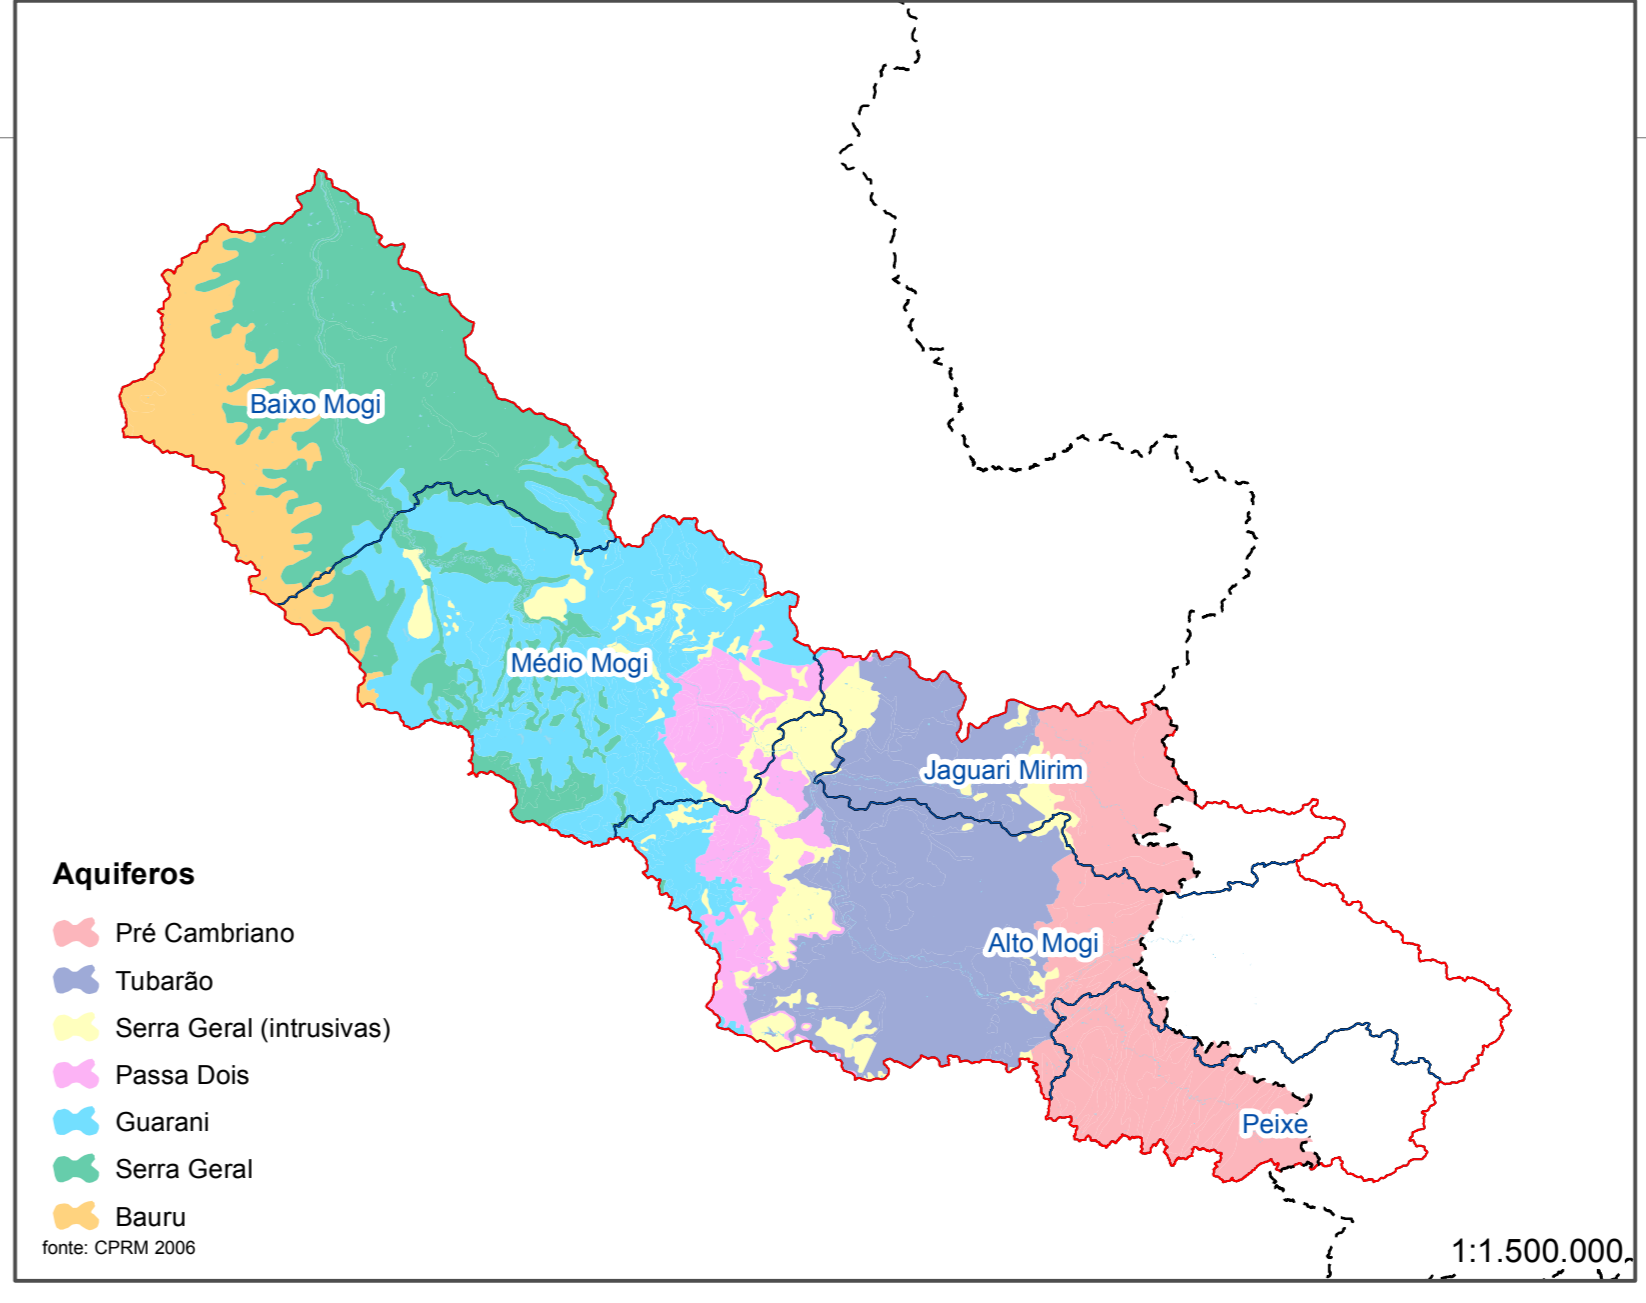 Baixo Mogi
Médio Mogi
Jaguari Mirim
Alto Mogi
Peixe
Aquiferos
Pré Cambriano
Tubarão
Serra Geral (intrusivas)
Passa Dois
Guarani
Serra Geral
Bauru
fonte: CPRM 2006
1:1.500.000